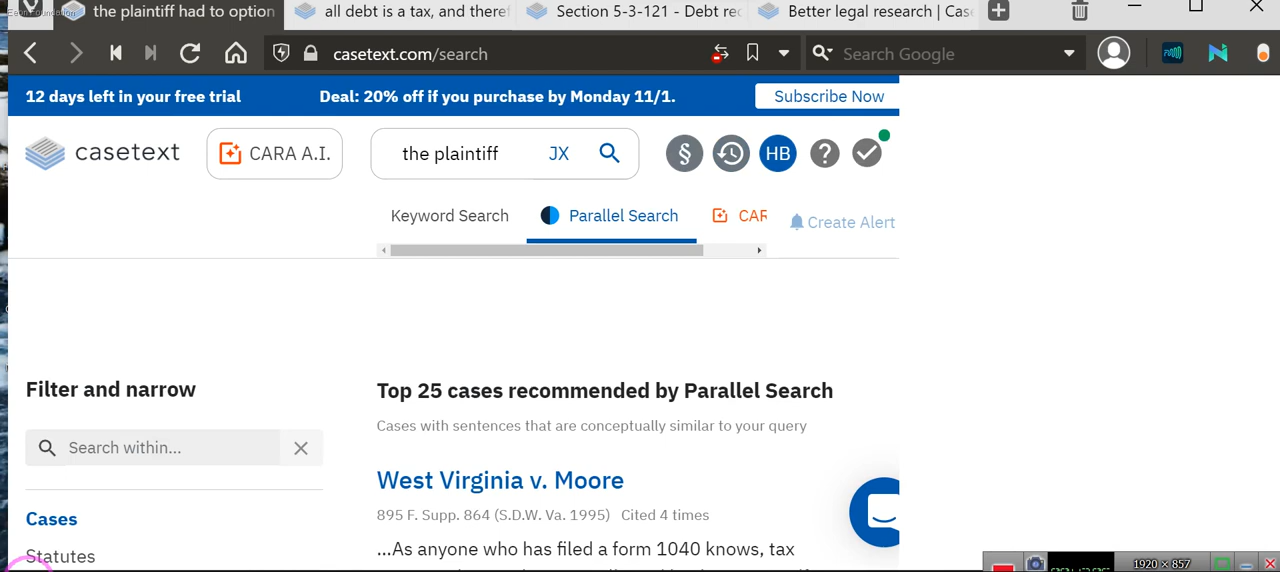 the plaintiff had to option
all debt is a tax, and theref
Section 5-3-121 - Debt rec
Better legal research | Cas
casetext.com/search
Search Google
12 days left in your free trial
Deal: 20% off if you purchase by Monday 11/1.
Subscribe Now
casetext
CARA A.I.
the plaintiff
JX
§
HB
?
Keyword Search
Parallel Search
CAR
Create Alert
Filter and narrow
Top 25 cases recommended by Parallel Search
Cases with sentences that are conceptually similar to your query
Search within...
West Virginia v. Moore
895 F. Supp. 864 (S.D.W. Va. 1995) Cited 4 times
Cases
...As anyone who has filed a form 1040 knows, tax
Statutes
1920 × 857